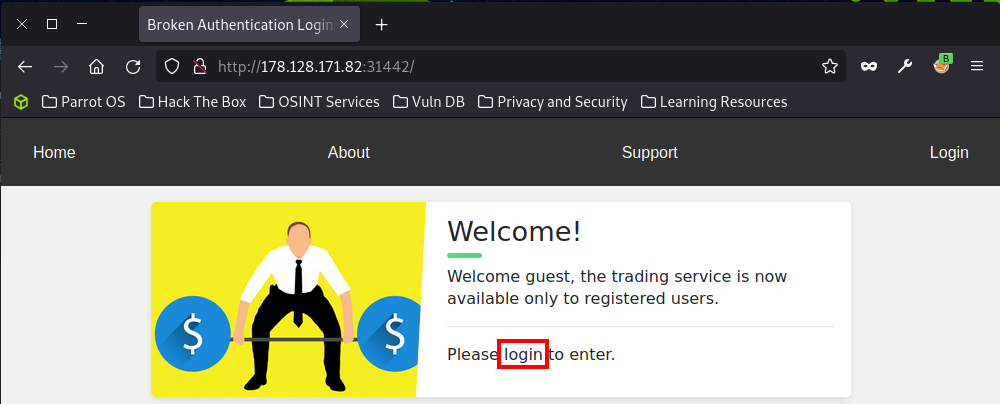 Broken Authentication Login
http://178.128.171.82:31442/
B
Parrot OS Hack The Box OSINT Services Vuln DB Privacy and Security Learning Resources
Home About Support Login
Welcome!
Welcome guest, the trading service is now
available only to registered users.
Please login to enter.
$ $